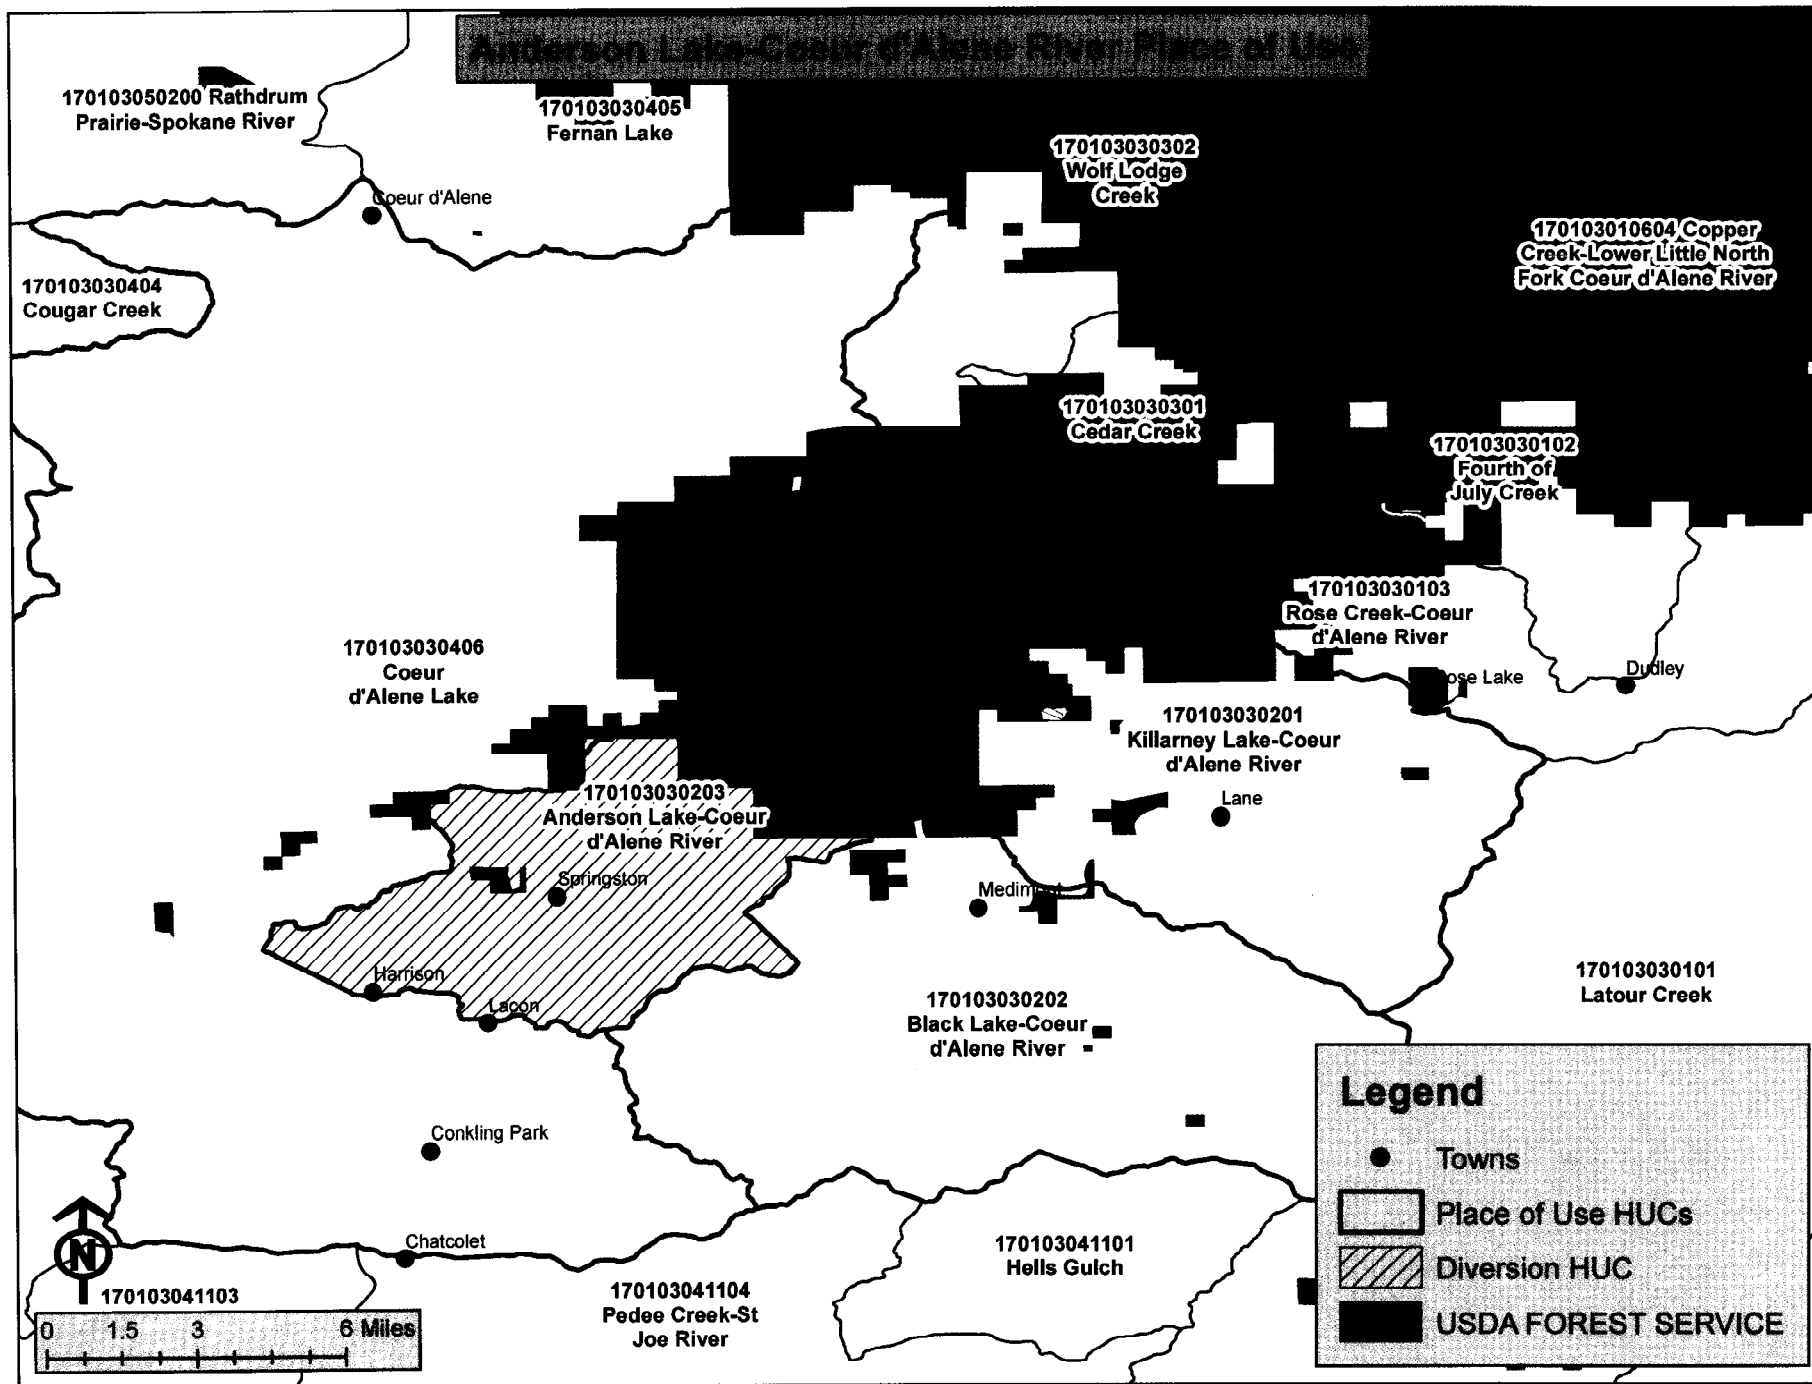 Anderson Lake-Coeur d'Alene River Place of Use
170103050200 Rathdrum
Prairie-Spokane River
170103030405
Fernan Lake
170103030302
Wolf Lodge
Creek
Coeur d'Alene
170103010604 Copper
Creek-Lower Little North
Fork Coeur d'Alene River
170103030404
Cougar Creek
170103030301
Cedar Creek
170103030102
Fourth of
July Creek
170103030103
Rose Creek-Coeur
d'Alene River
170103030406
Coeur
d'Alene Lake
Rose Lake
Dudley
170103030201
Killarney Lake-Coeur
d'Alene River
Lane
170103030203
Anderson Lake-Coeur
d'Alene River
Springston
Medimont
Harrison
Lacon
170103030202
Black Lake-Coeur
d'Alene River
170103030101
Latour Creek
Conkling Park
Chatcolet
170103041101
Hells Gulch
170103041103
170103041104
Pedee Creek-St
Joe River
N
0 1.5 3 6 Miles
Legend
Towns
Place of Use HUCs
Diversion HUC
USDA FOREST SERVICE